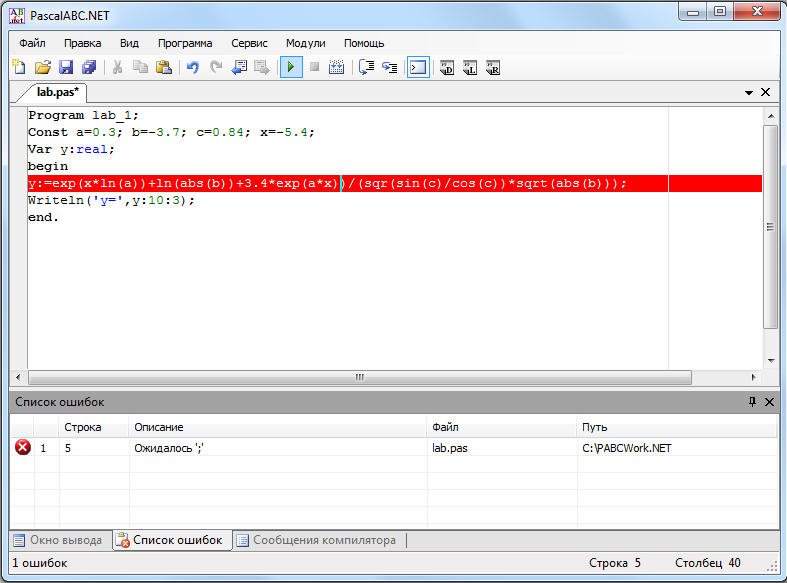 PascalABC.NET
Файл Правка Вид Программа Сервис Модули Помощь
lab.pas*
Program lab_1;
Const a=0.3; b=-3.7; c=0.84; x=-5.4;
Var y:real;
begin
y:=exp(x*ln(a))+ln(abs(b))+3.4*exp(a*x))/(sqr(sin(c)/cos(c))*sqrt(abs(b)));
Writeln('y=',y:10:3);
end.
Список ошибок
Строка Описание Файл Путь
1 5 Ожидалось ';' lab.pas C:\PABCWork.NET
Окно вывода Список ошибок Сообщения компилятора
1 ошибок Строка 5 Столбец 40